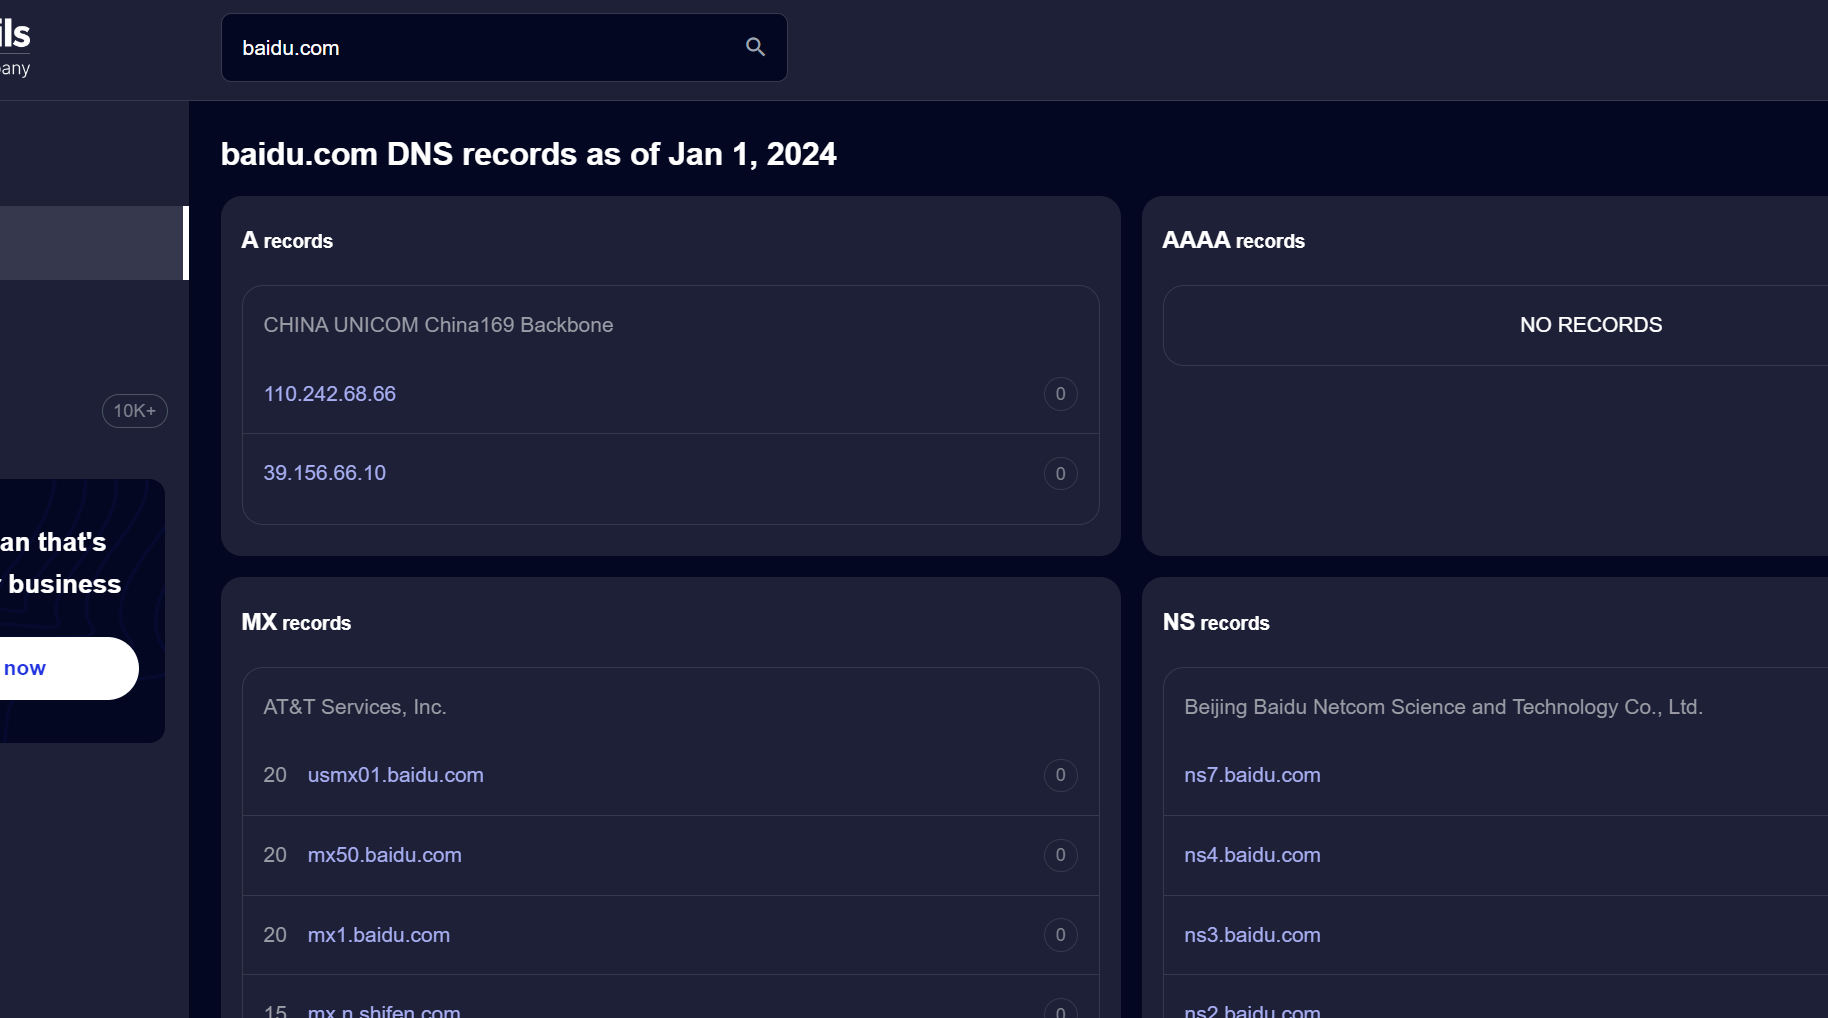 ils
any
baidu.com
baidu.com DNS records as of Jan 1, 2024
A records
CHINA UNICOM China169 Backbone
110.242.68.66 0
39.156.66.10 0
AAAA records
NO RECORDS
10K+
an that's
business
now
MX records
AT&T Services, Inc.
20 usmx01.baidu.com 0
20 mx50.baidu.com 0
20 mx1.baidu.com 0
15 mx.n.shifen.com 0
NS records
Beijing Baidu Netcom Science and Technology Co., Ltd.
ns7.baidu.com
ns4.baidu.com
ns3.baidu.com
ns2.baidu.com